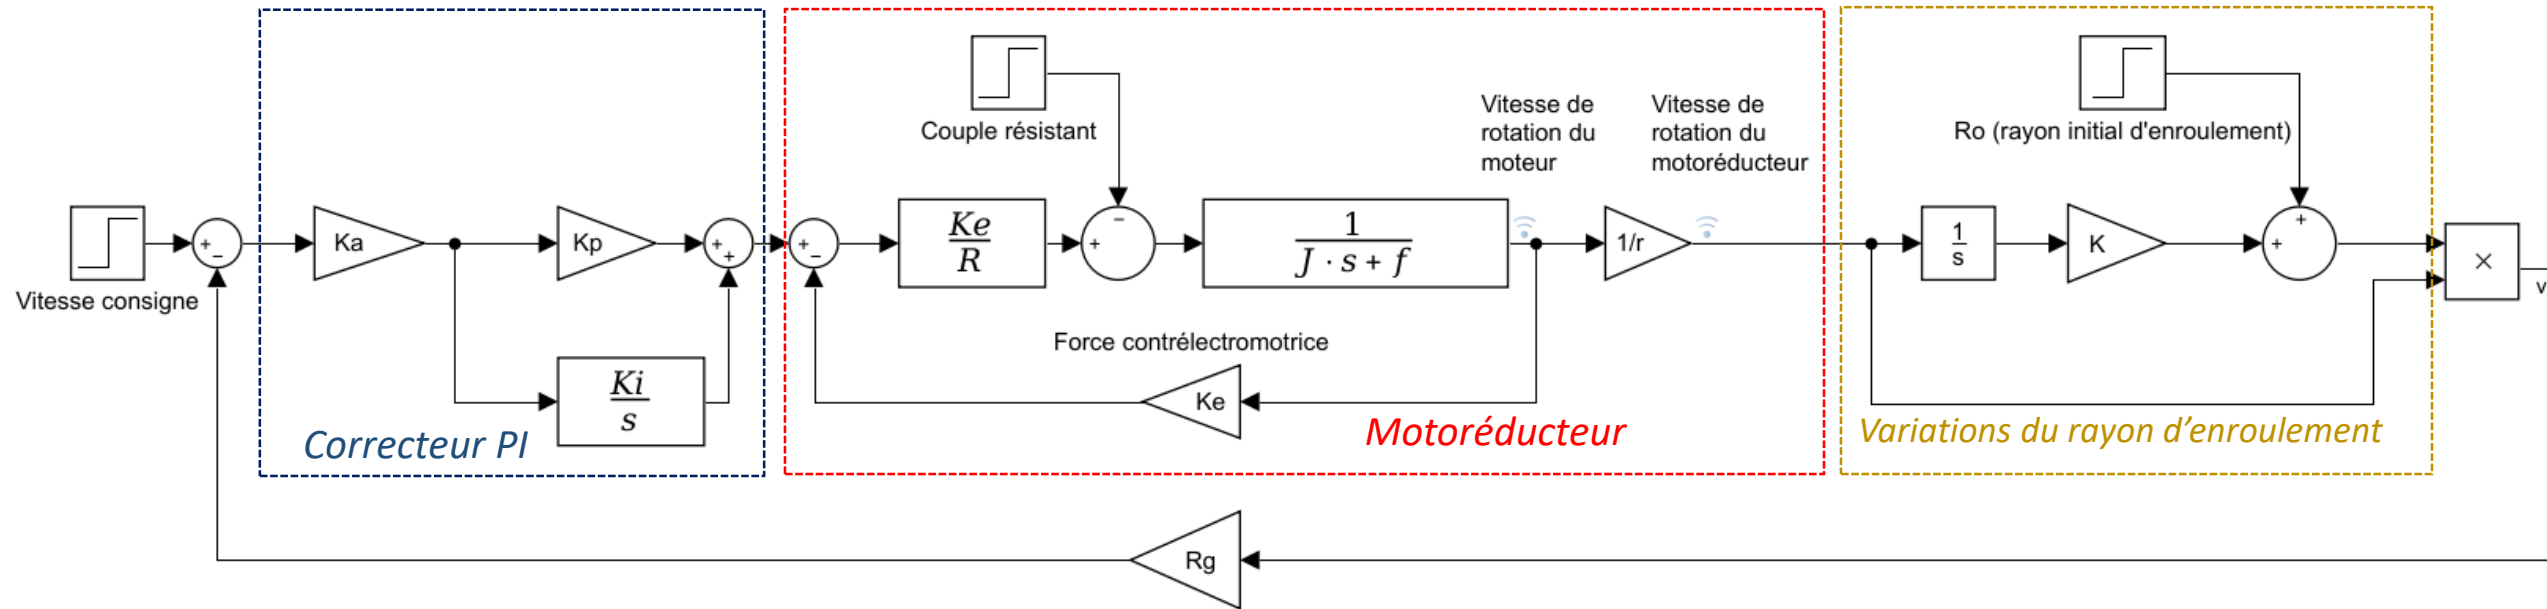 Couple résistant
Vitesse de
rotation du
moteur
Vitesse de
rotation du
motoréducteur
Ro (rayon initial d'enroulement)
Vitesse consigne
+
−
Ka
Kp
+
+
+
−
Ke
R
−
+
1
J · s + f
1/r
1
s
K
+
+
×
v
Ki
s
Force contrélectromotrice
Ke
Correcteur PI
Motoréducteur
Variations du rayon d’enroulement
Rg